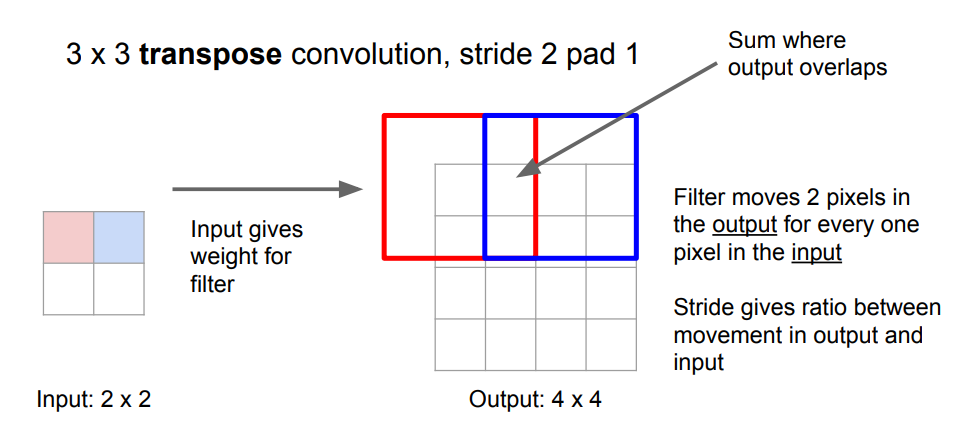 3 x 3 transpose convolution, stride 2 pad 1
Sum where
output overlaps
Input gives
weight for
filter
Filter moves 2 pixels in
the output for every one
pixel in the input
Stride gives ratio between
movement in output and
input
Input: 2 x 2
Output: 4 x 4